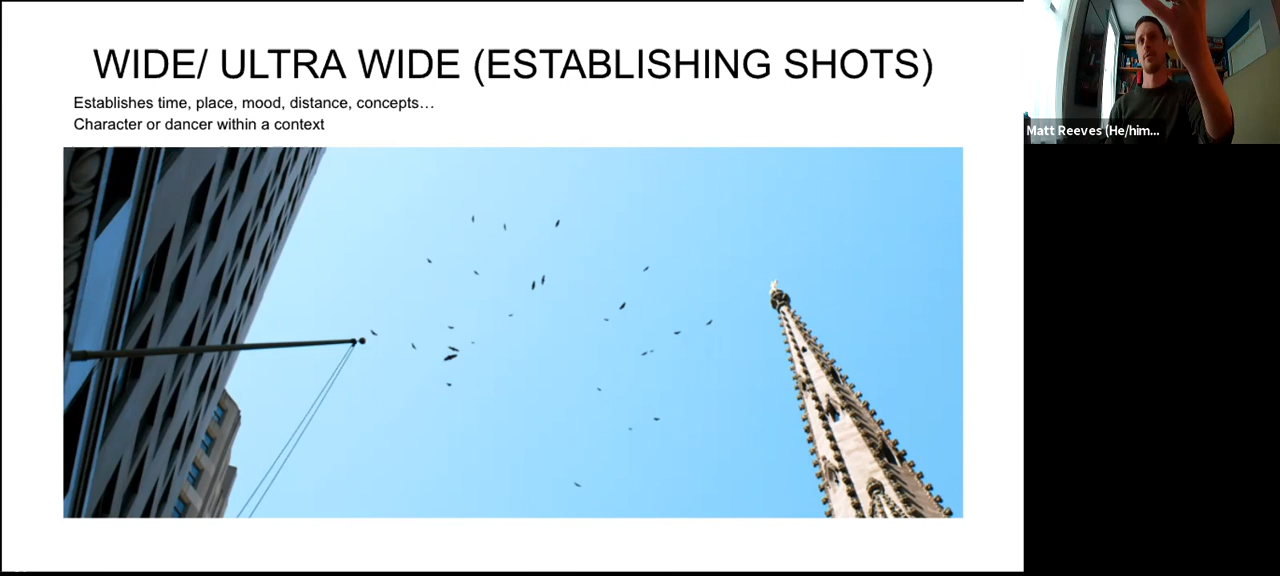 WIDE/ ULTRA WIDE (ESTABLISHING SHOTS)
Establishes time, place, mood, distance, concepts…
Character or dancer within a context
Matt Reeves (He/him...